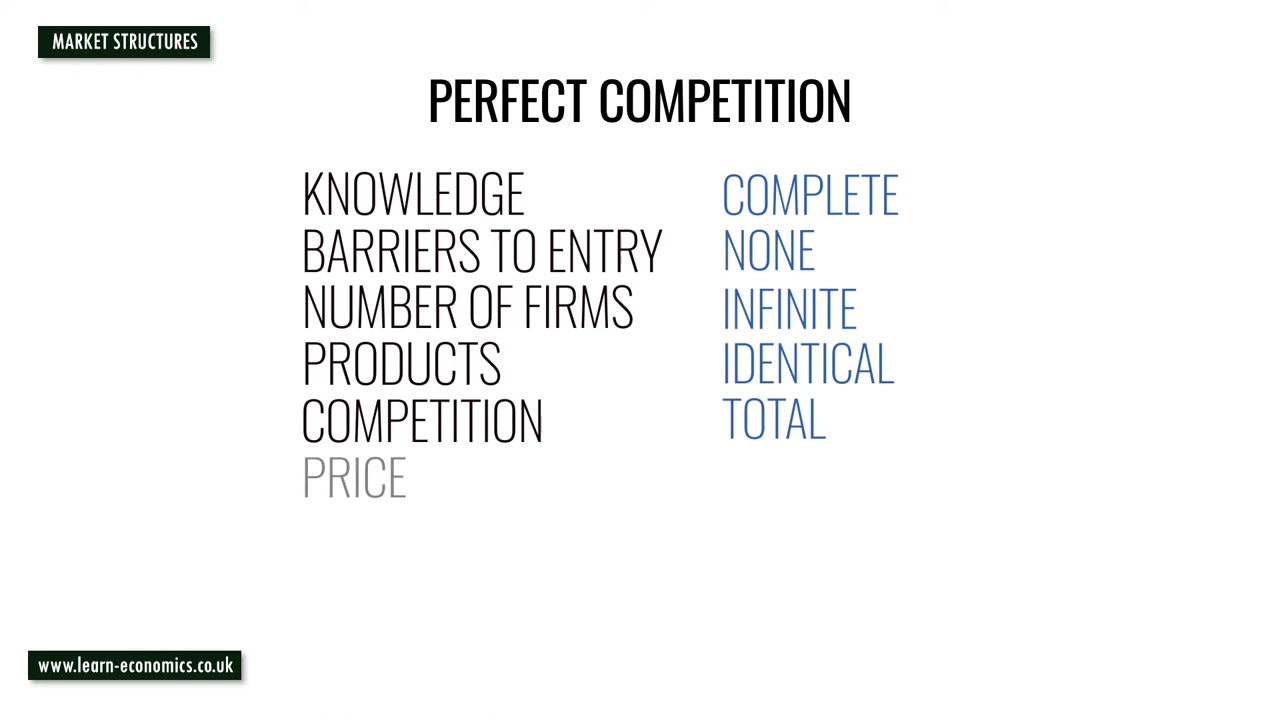 MARKET STRUCTURES
PERFECT COMPETITION
KNOWLEDGE COMPLETE
BARRIERS TO ENTRY NONE
NUMBER OF FIRMS INFINITE
PRODUCTS IDENTICAL
COMPETITION TOTAL
PRICE
www.learn-economics.co.uk